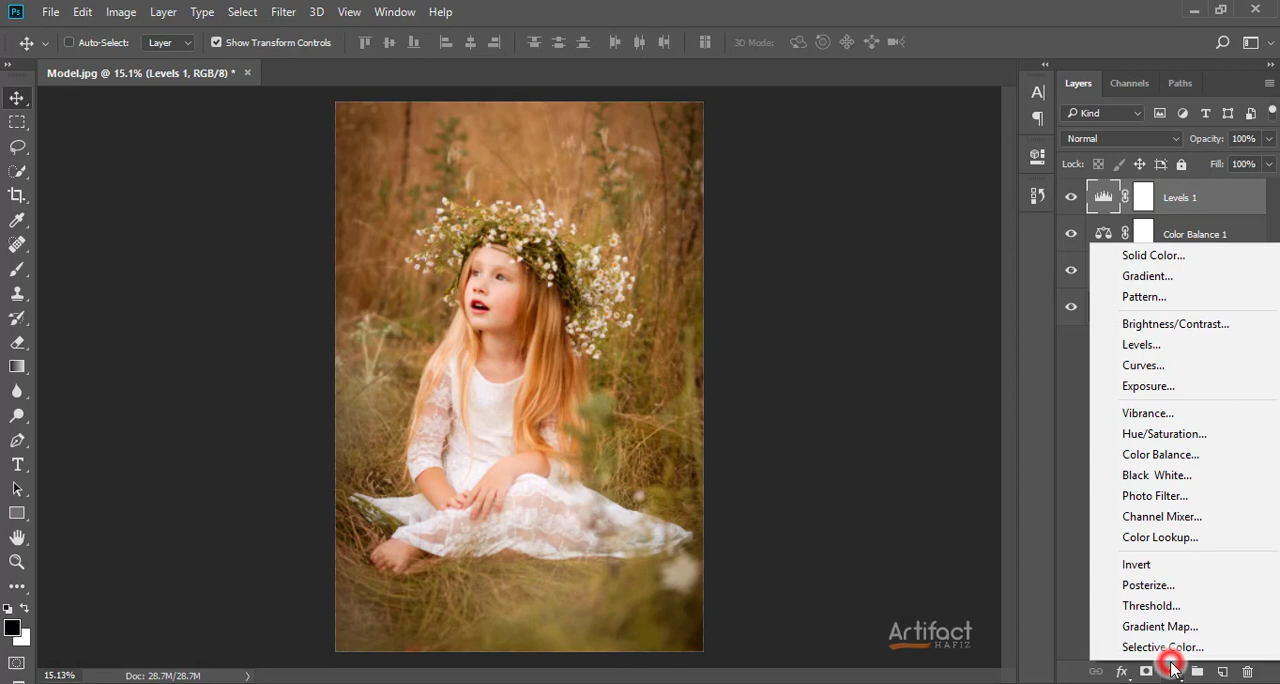 Ps File Edit Image Layer Type Select Filter 3D View Window Help
Auto-Select: Layer Show Transform Controls 3D Mode:
Model.jpg @ 15.1% (Levels 1, RGB/8) *
Layers Channels Paths
Kind
Normal Opacity: 100%
Lock: Fill: 100%
Levels 1
Color Balance 1
Solid Color...
Gradient...
Pattern...
Brightness/Contrast...
Levels...
Curves...
Exposure...
Vibrance...
Hue/Saturation...
Color Balance...
Black White...
Photo Filter...
Channel Mixer...
Color Lookup...
Invert
Posterize...
Threshold...
Gradient Map...
Selective Color...
Artifact
HAFIZ
15.13% Doc: 28.7M/28.7M
fx